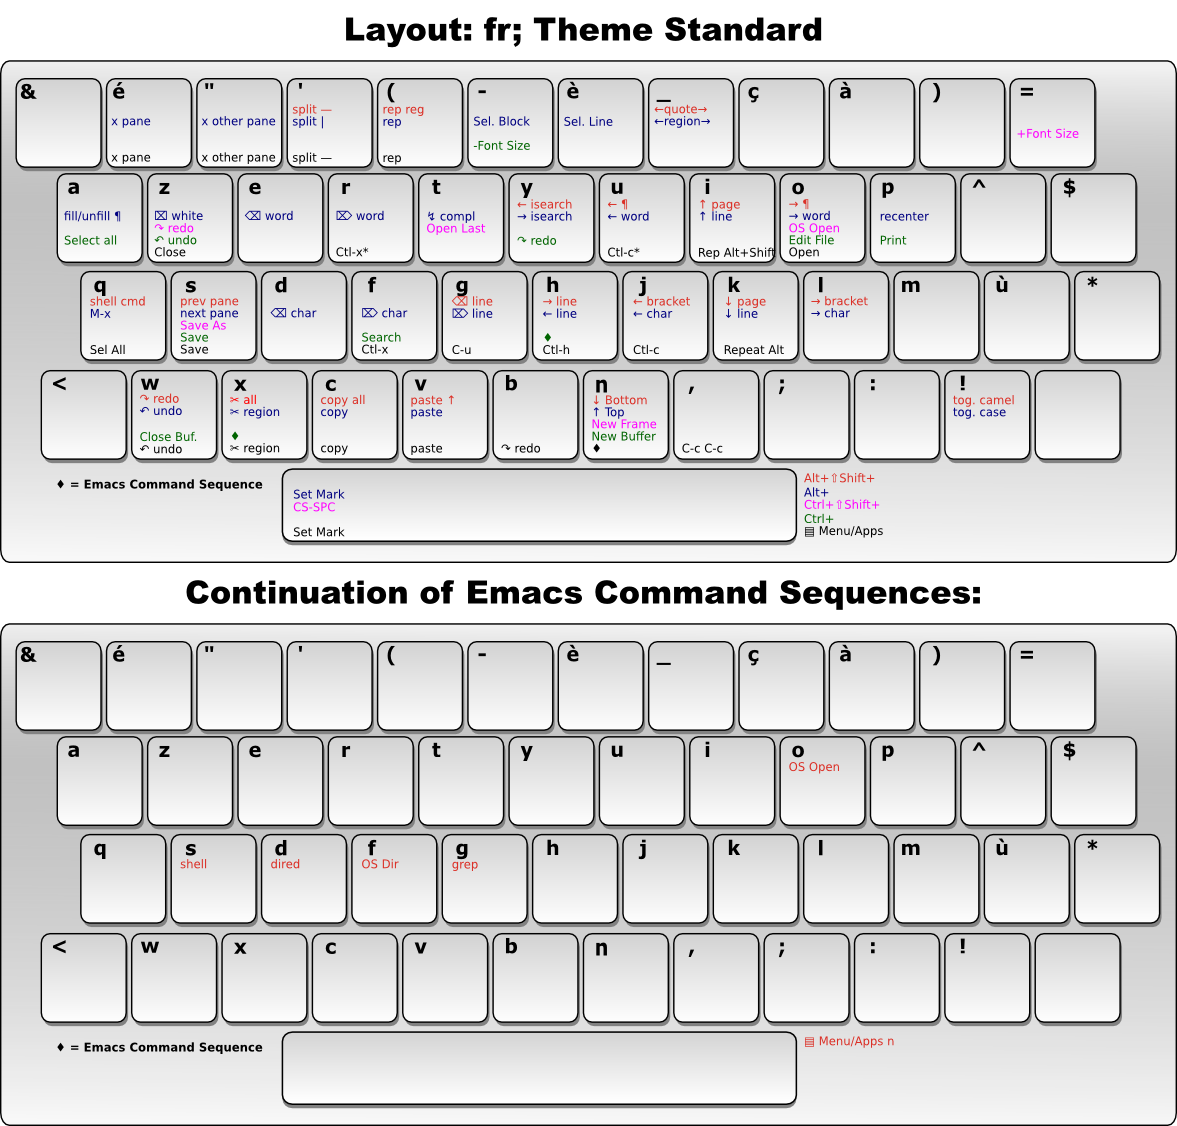 Layout: fr; Theme Standard
& é " ' ( - è _ ç à ) =
split — rep reg ←quote→
x pane x other pane split | rep Sel. Block Sel. Line ←region→
+Font Size
-Font Size
x pane x other pane split — rep
a z e r t y u i o p ^ $
← isearch ← ¶ ↑ page → ¶
fill/unfill ¶ ⌧ white ⌫ word ⌦ word ↯ compl → isearch ← word ↑ line → word recenter
↷ redo Open Last OS Open
Select all ↶ undo ↷ redo Edit File Print
Close Ctl-x* Ctl-c* Rep Alt+Shift Open
q s d f g h j k l m ù *
shell cmd prev pane ⌫ line → line ← bracket ↓ page → bracket
M-x next pane ⌫ char ⌦ char ⌦ line ← line ← char ↓ line → char
Save As
Save Search ♦
Sel All Save Ctl-x C-u Ctl-h Ctl-c Repeat Alt
< w x c v b n , ; : !
↷ redo ✂ all copy all paste ↑ ↓ Bottom tog. camel
↶ undo ✂ region copy paste ↑ Top tog. case
New Frame
Close Buf. ♦ New Buffer
↶ undo ✂ region copy paste ↷ redo ♦ C-c C-c
♦ = Emacs Command Sequence
Set Mark
CS-SPC
Set Mark
Alt+⇧Shift+
Alt+
Ctrl+⇧Shift+
Ctrl+
▤ Menu/Apps
Continuation of Emacs Command Sequences:
& é " ' ( - è _ ç à ) =
a z e r t y u i o p ^ $
OS Open
q s d f g h j k l m ù *
shell dired OS Dir grep
< w x c v b n , ; : !
♦ = Emacs Command Sequence
▤ Menu/Apps n